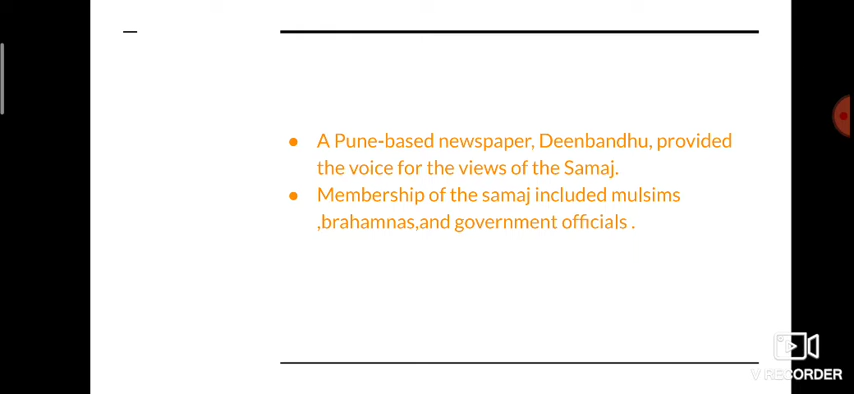 ● A Pune-based newspaper, Deenbandhu, provided
the voice for the views of the Samaj.
● Membership of the samaj included mulsims
,brahamnas,and government officials .
V RECORDER